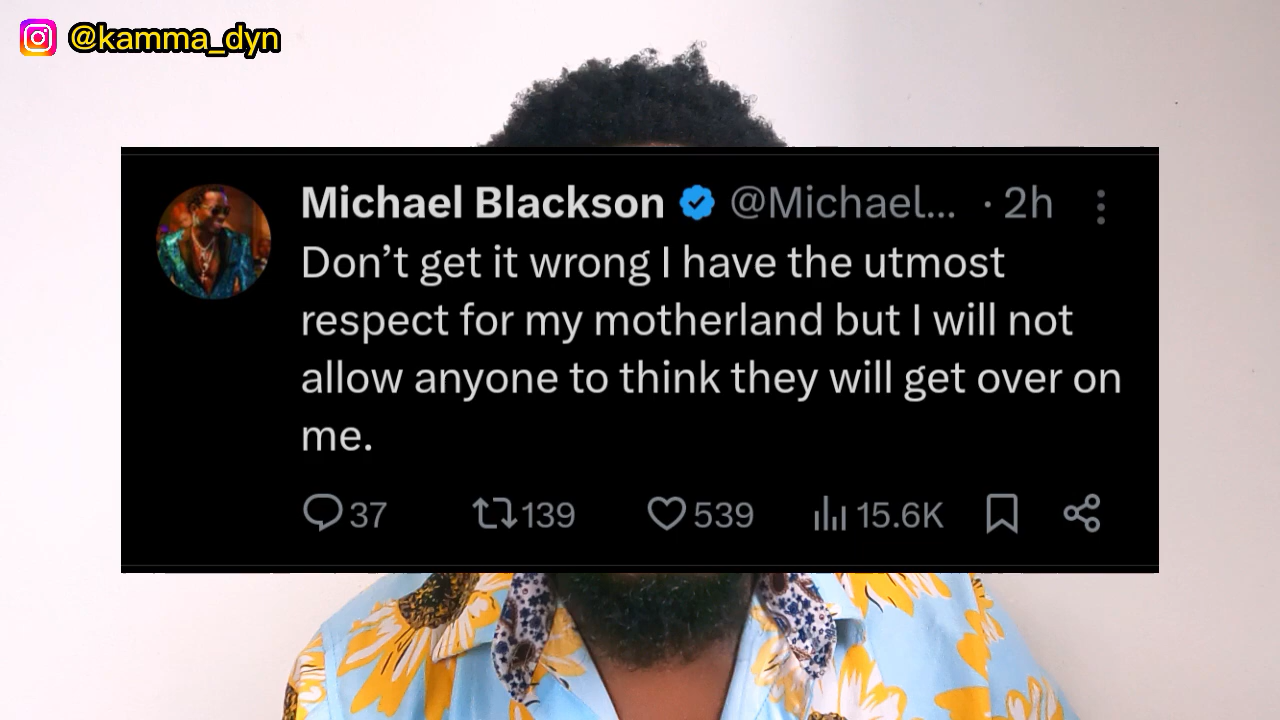 @kamma_dyn
Michael Blackson @Michael... · 2h
Don’t get it wrong I have the utmost
respect for my motherland but I will not
allow anyone to think they will get over on
me.
37 139 539 15.6K